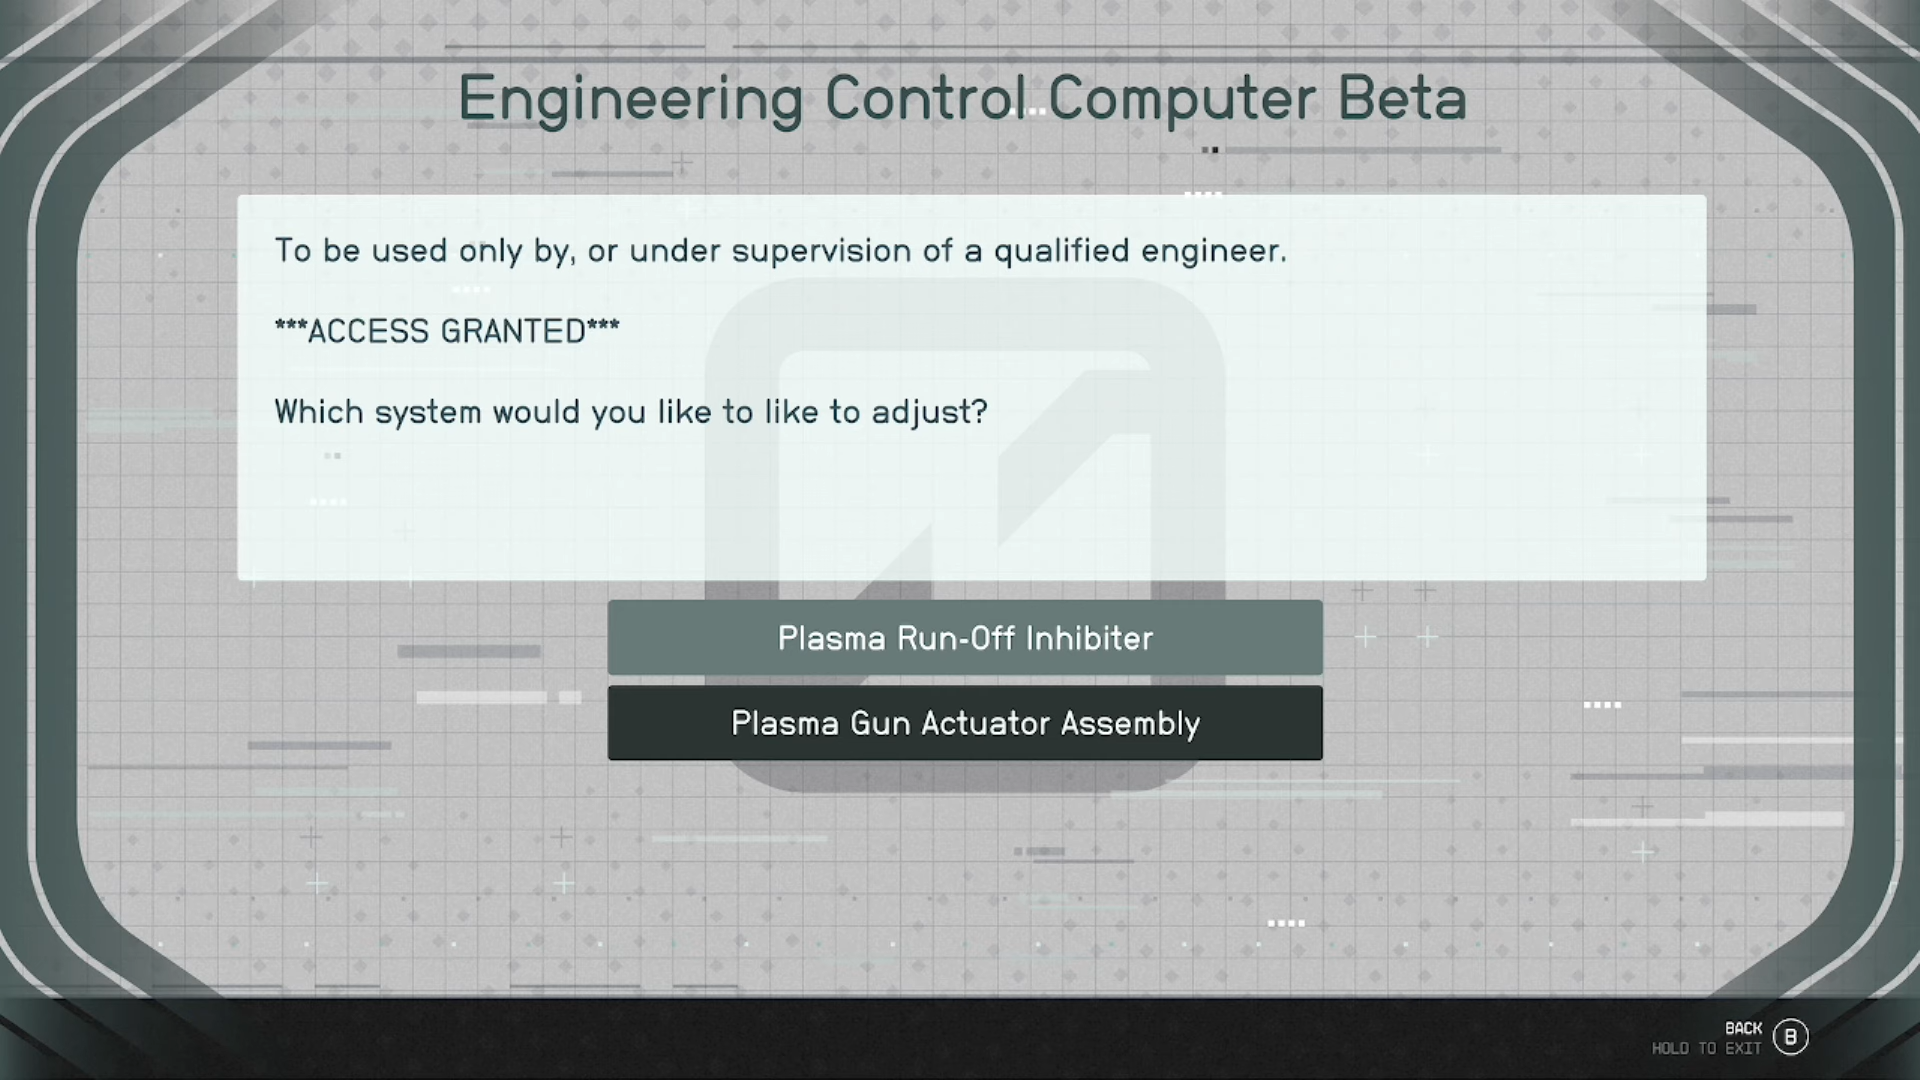 Engineering Control Computer Beta
To be used only by, or under supervision of a qualified engineer.
***ACCESS GRANTED***
Which system would you like to like to adjust?
Plasma Run-Off Inhibiter
Plasma Gun Actuator Assembly
BACK
HOLD TO EXIT
B